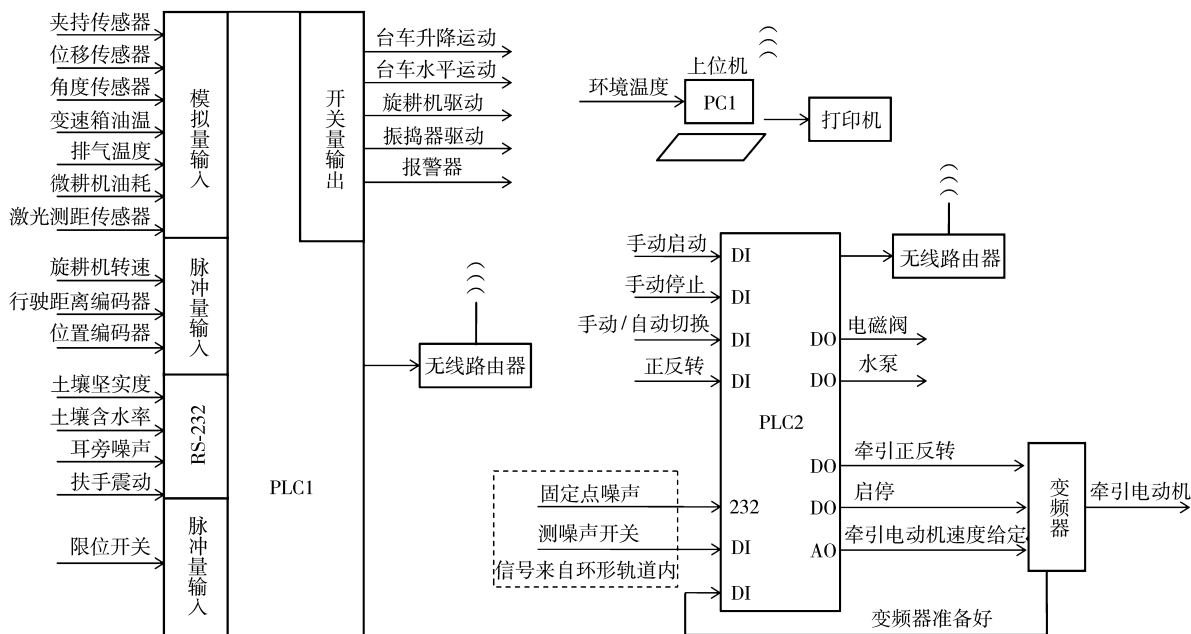 夹持传感器
位移传感器
角度传感器
变速箱油温
排气温度
微耕机油耗
激光测距传感器
模拟量输入
旋耕机转速
行驶距离编码器
位置编码器
脉冲量输入
土壤坚实度
土壤含水率
耳旁噪声
扶手震动
RS-232
限位开关
脉冲量输入
PLC1
开关量输出
台车升降运动
台车水平运动
旋耕机驱动
振捣器驱动
报警器
无线路由器
环境温度
上位机
PC1
打印机
手动启动
DI
手动停止
DI
手动/自动切换
DI
正反转
DI
PLC2
无线路由器
DO
电磁阀
DO
水泵
DO
牵引正反转
DO
启停
AO
牵引电动机速度给定
变频器
牵引电动机
固定点噪声
232
测噪声开关
DI
信号来自环形轨道内
DI
变频器准备好